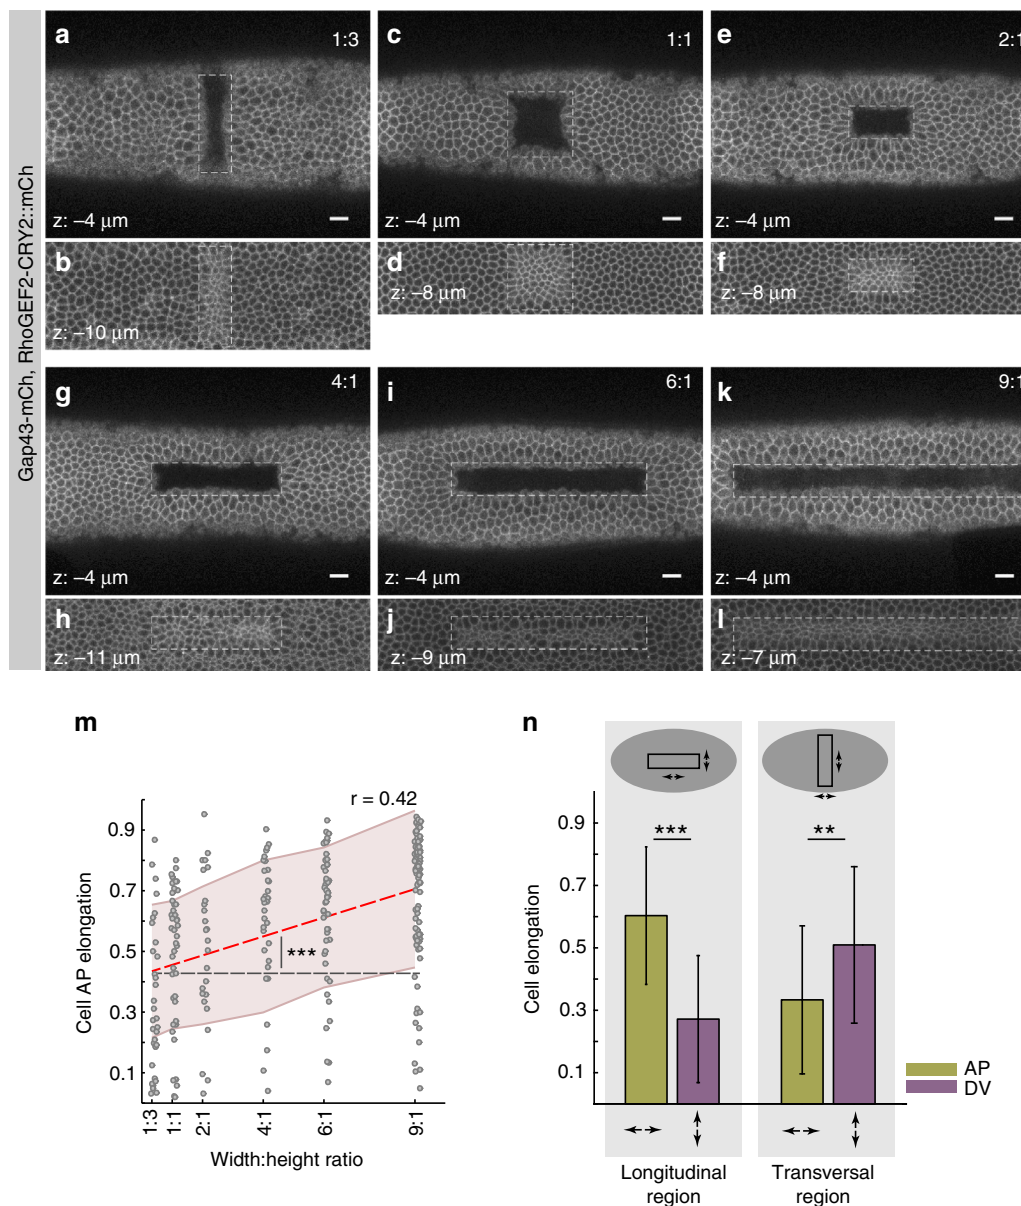 Gap43-mCh, RhoGEF2-CRY2::mCh
a
1:3
z: –4 μm
c
1:1
z: –4 μm
e
2:1
z: –4 μm
b
z: –10 μm
d
z: –8 μm
f
z: –8 μm
g
4:1
z: –4 μm
i
6:1
z: –4 μm
k
9:1
z: –4 μm
h
z: –11 μm
j
z: –9 μm
l
z: –7 μm
m
r = 0.42
Cell AP elongation
0.9
0.7
0.5
0.3
0.1
***
1:3
1:1
2:1
4:1
6:1
9:1
Width:height ratio
n
Cell elongation
0.9
0.7
0.5
0.3
0.1
***
**
AP
DV
Longitudinal
region
Transversal
region